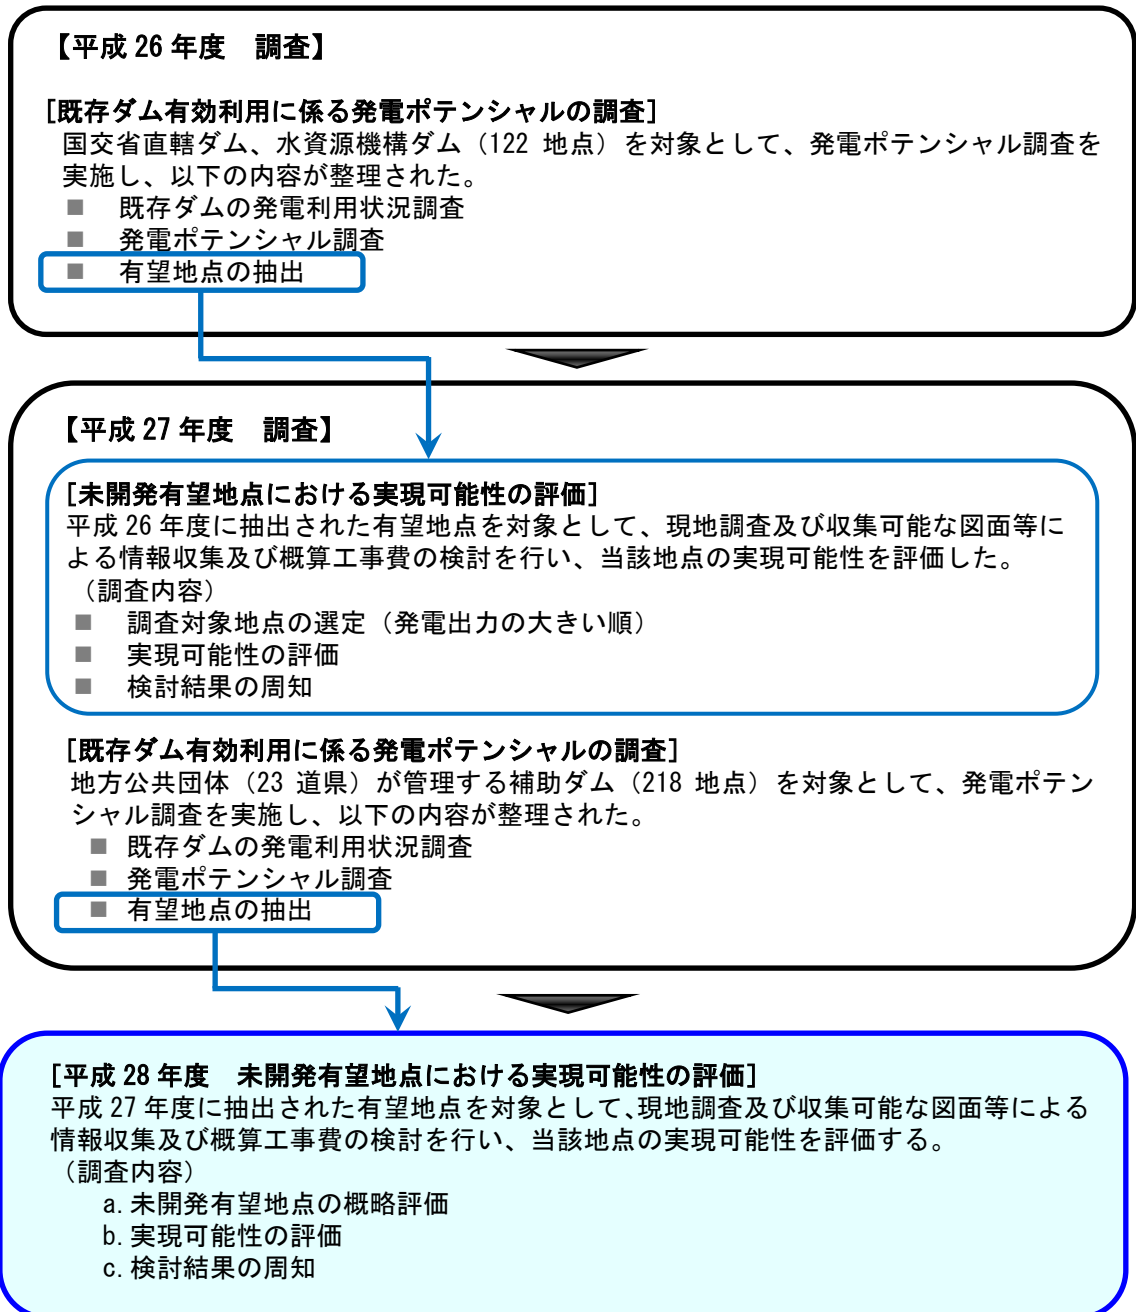 【平成 26 年度　調査】
[既存ダム有効利用に係る発電ポテンシャルの調査]
国交省直轄ダム、水資源機構ダム（122 地点）を対象として、発電ポテンシャル調査を
実施し、以下の内容が整理された。
■ 既存ダムの発電利用状況調査
■ 発電ポテンシャル調査
■ 有望地点の抽出
【平成 27 年度　調査】
[未開発有望地点における実現可能性の評価]
平成 26 年度に抽出された有望地点を対象として、現地調査及び収集可能な図面等に
よる情報収集及び概算工事費の検討を行い、当該地点の実現可能性を評価した。
（調査内容）
■ 調査対象地点の選定（発電出力の大きい順）
■ 実現可能性の評価
■ 検討結果の周知
[既存ダム有効利用に係る発電ポテンシャルの調査]
地方公共団体（23 道県）が管理する補助ダム（218 地点）を対象として、発電ポテン
シャル調査を実施し、以下の内容が整理された。
■ 既存ダムの発電利用状況調査
■ 発電ポテンシャル調査
■ 有望地点の抽出
[平成 28 年度　未開発有望地点における実現可能性の評価]
平成 27 年度に抽出された有望地点を対象として、現地調査及び収集可能な図面等による
情報収集及び概算工事費の検討を行い、当該地点の実現可能性を評価する。
（調査内容）
a. 未開発有望地点の概略評価
b. 実現可能性の評価
c. 検討結果の周知